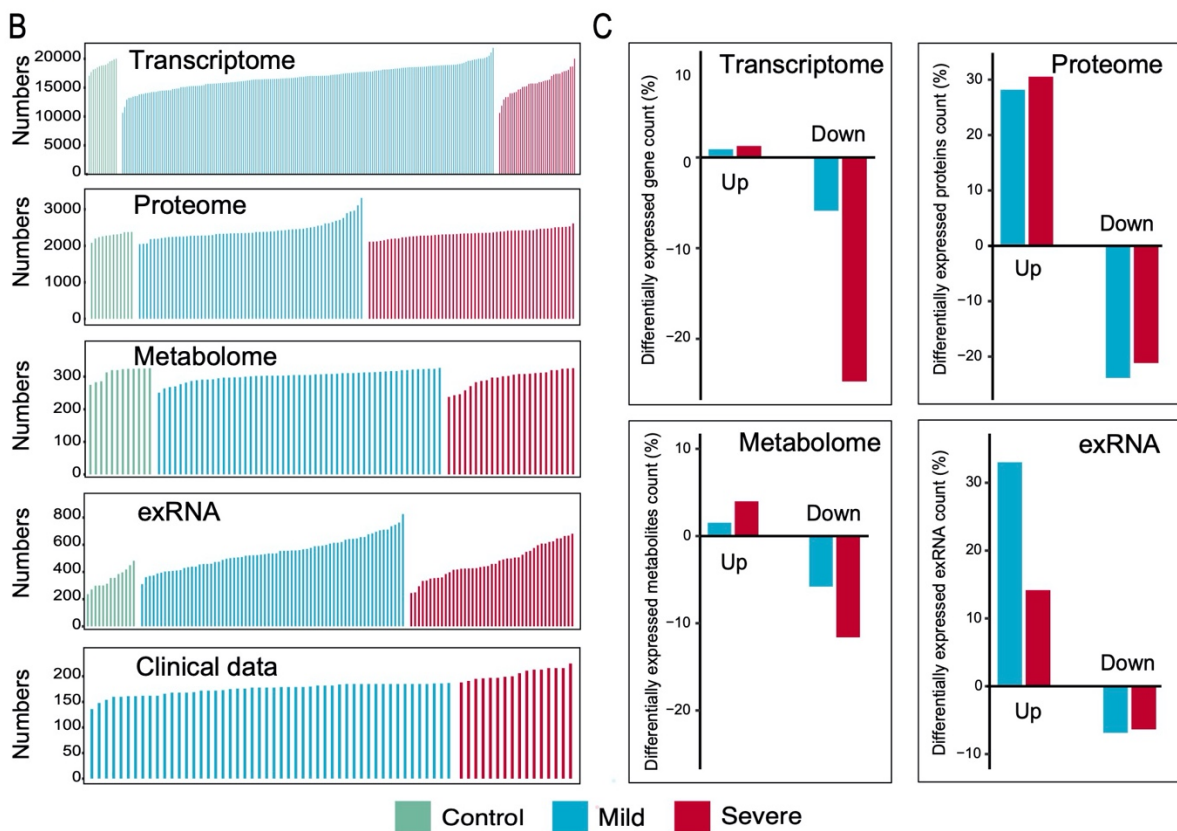 B
Numbers
Transcriptome
20000
15000
10000
5000
0
Numbers
Proteome
3000
2000
1000
0
Numbers
Metabolome
300
200
100
0
Numbers
exRNA
800
600
400
200
0
Numbers
Clinical data
200
150
100
50
0
C
Differentially expressed gene count (%)
Transcriptome
10
0
−10
−20
Up
Down
Differentially expressed proteins count (%)
Proteome
30
20
10
0
−10
−20
Up
Down
Differentially expressed metabolites count (%)
Metabolome
10
0
−10
−20
Up
Down
Differentially expressed exRNA count (%)
exRNA
30
20
10
0
−10
Up
Down
Control Mild Severe